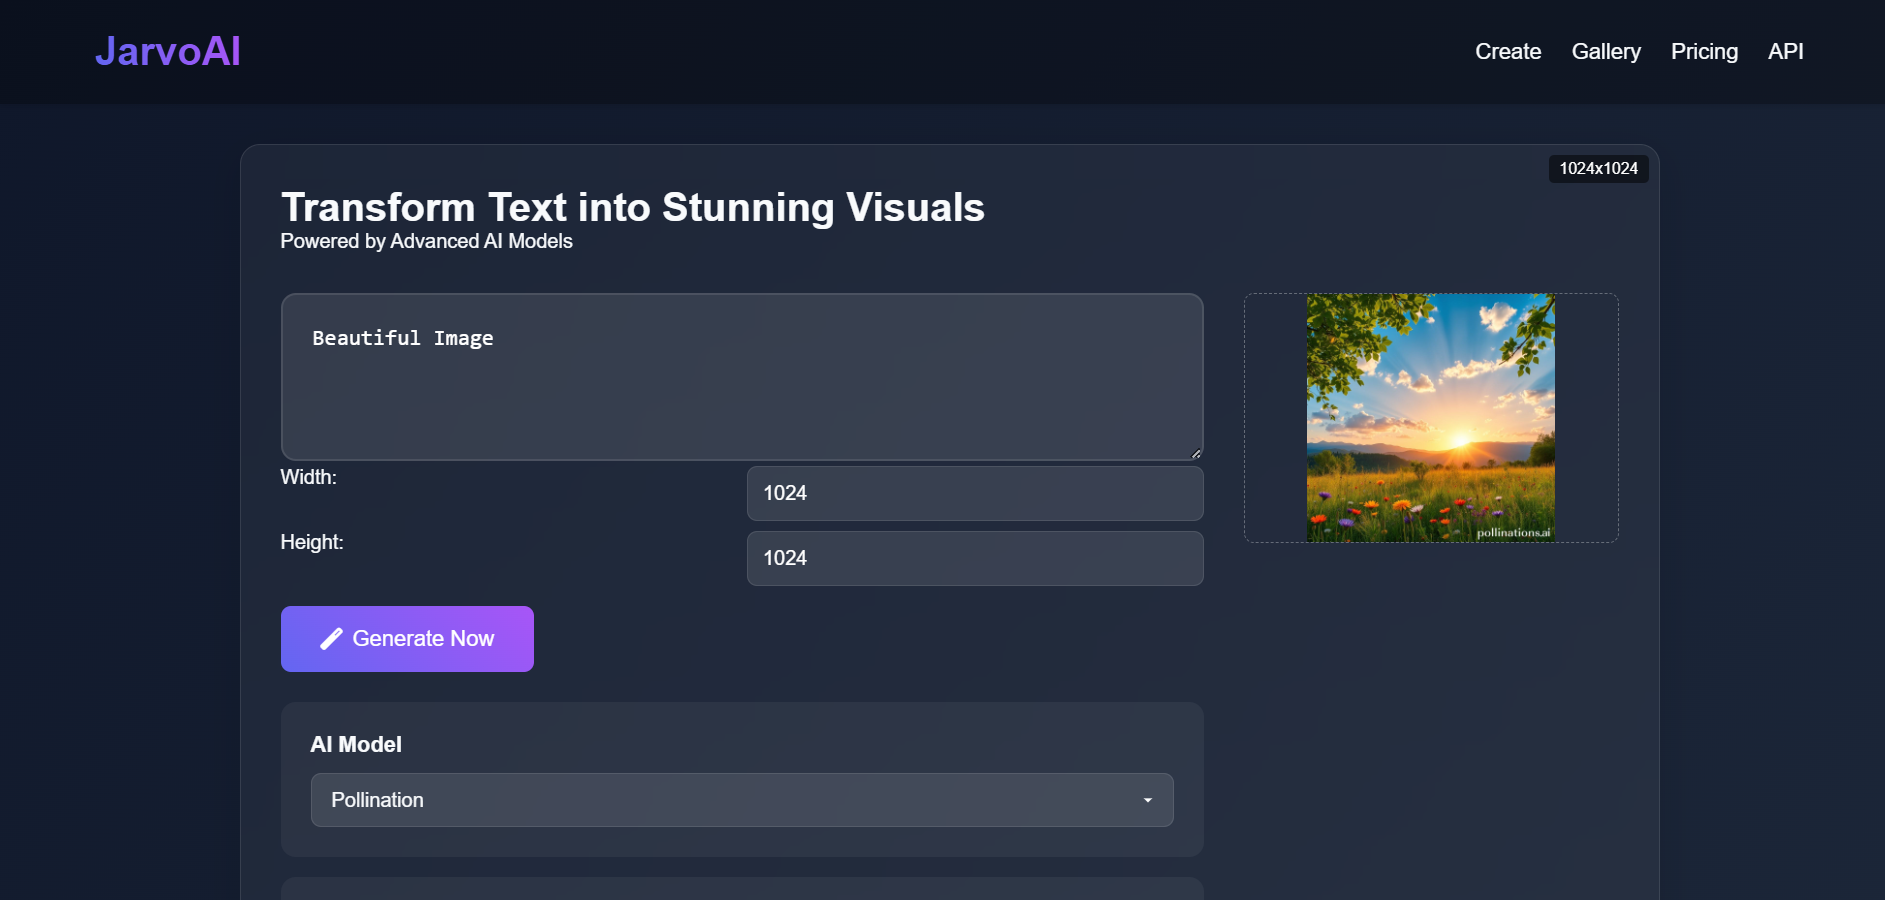 JarvoAI
Create Gallery Pricing API
1024x1024
Transform Text into Stunning Visuals
Powered by Advanced AI Models
Beautiful Image
Width:
1024
Height:
1024
pollinations.ai
Generate Now
AI Model
Pollination